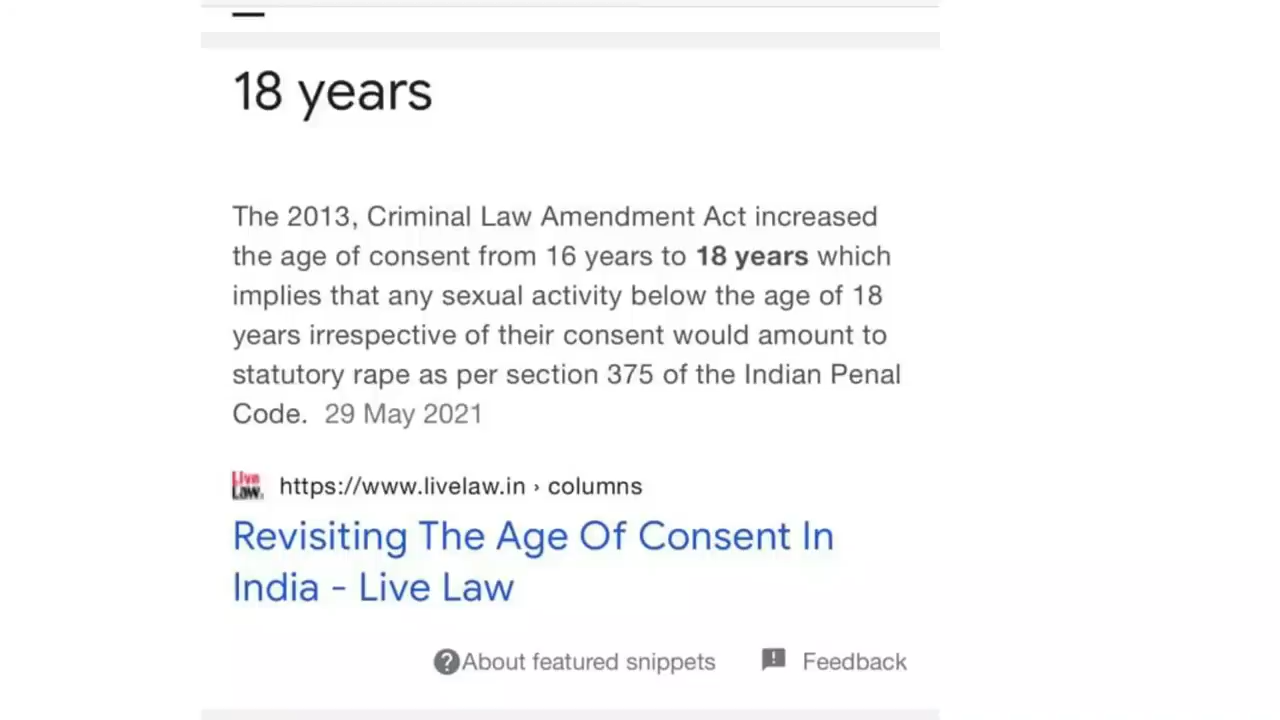 18 years
The 2013, Criminal Law Amendment Act increased
the age of consent from 16 years to 18 years which
implies that any sexual activity below the age of 18
years irrespective of their consent would amount to
statutory rape as per section 375 of the Indian Penal
Code. 29 May 2021
Live Law. https://www.livelaw.in › columns
Revisiting The Age Of Consent In
India - Live Law
About featured snippets Feedback